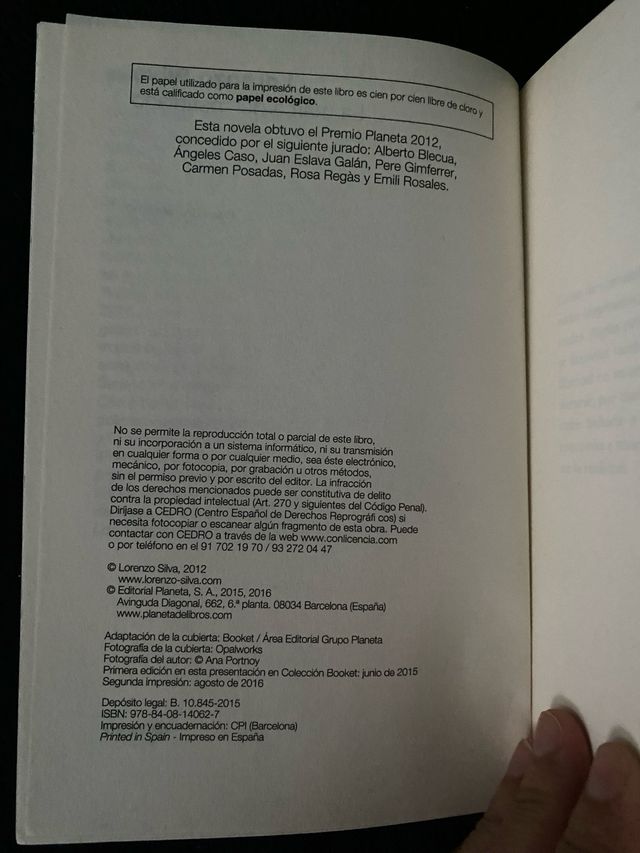 El papel utilizado para la impresión de este libro es cien por cien libre de cloro y
está calificado como papel ecológico.
Esta novela obtuvo el Premio Planeta 2012,
concedido por el siguiente jurado: Alberto Blecua,
Ángeles Caso, Juan Eslava Galán, Pere Gimferrer,
Carmen Posadas, Rosa Regàs y Emili Rosales.
No se permite la reproducción total o parcial de este libro,
ni su incorporación a un sistema informático, ni su transmisión
en cualquier forma o por cualquier medio, sea éste electrónico,
mecánico, por fotocopia, por grabación u otros métodos,
sin el permiso previo y por escrito del editor. La infracción
de los derechos mencionados puede ser constitutiva de delito
contra la propiedad intelectual (Art. 270 y siguientes del Código Penal).
Diríjase a CEDRO (Centro Español de Derechos Reprográfi cos) si
necesita fotocopiar o escanear algún fragmento de esta obra. Puede
contactar con CEDRO a través de la web www.conlicencia.com
o por teléfono en el 91 702 19 70 / 93 272 04 47
© Lorenzo Silva, 2012
www.lorenzo-silva.com
© Editorial Planeta, S. A., 2015, 2016
Avinguda Diagonal, 662, 6.ª planta. 08034 Barcelona (España)
www.planetadelibros.com
Adaptación de la cubierta: Booket / Área Editorial Grupo Planeta
Fotografía de la cubierta: Opalworks
Fotografía del autor: © Ana Portnoy
Primera edición en esta presentación en Colección Booket: junio de 2015
Segunda impresión: agosto de 2016
Depósito legal: B. 10.845-2015
ISBN: 978-84-08-14062-7
Impresión y encuadernación: CPI (Barcelona)
Printed in Spain - Impreso en España